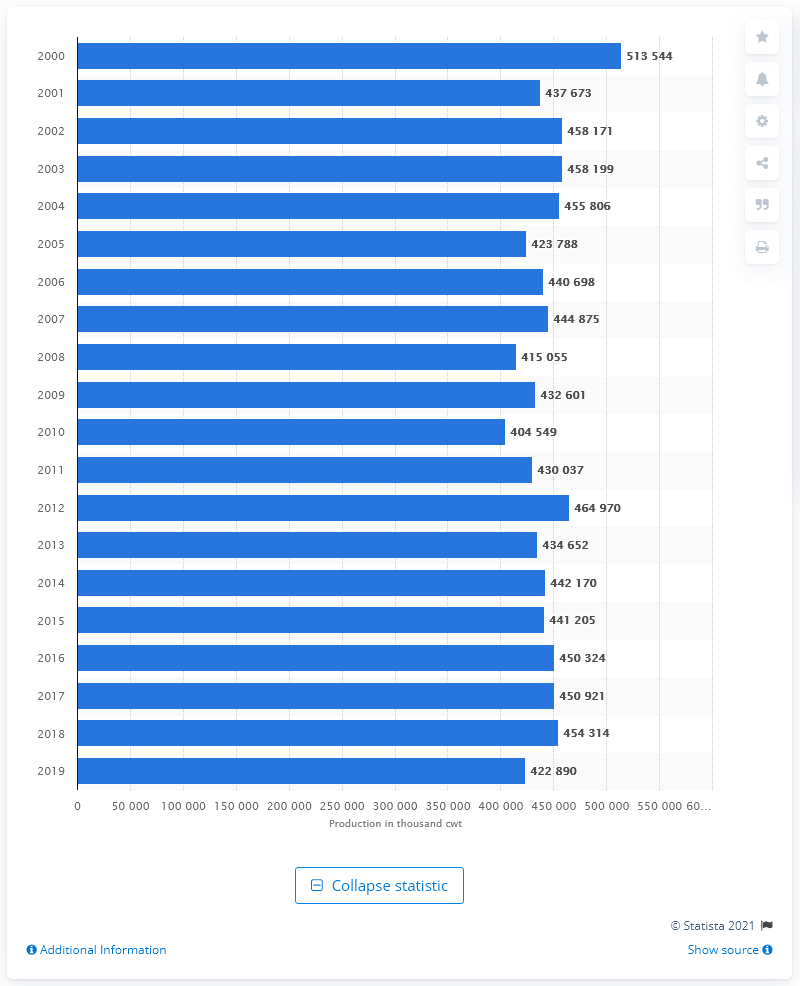 2000 513 544
2001 437 673
2002 458 171
2003 458 199
2004 455 806
2005 423 788
2006 440 698
2007 444 875
2008 415 055
2009 432 601
2010 404 549
2011 430 037
2012 464 970
2013 434 652
2014 442 170
2015 441 205
2016 450 324
2017 450 921
2018 454 314
2019 422 890
0 50 000 100 000 150 000 200 000 250 000 300 000 350 000 400 000 450 000 500 000 550 000 60...
Production in thousand cwt
Collapse statistic
© Statista 2021
Additional Information Show source